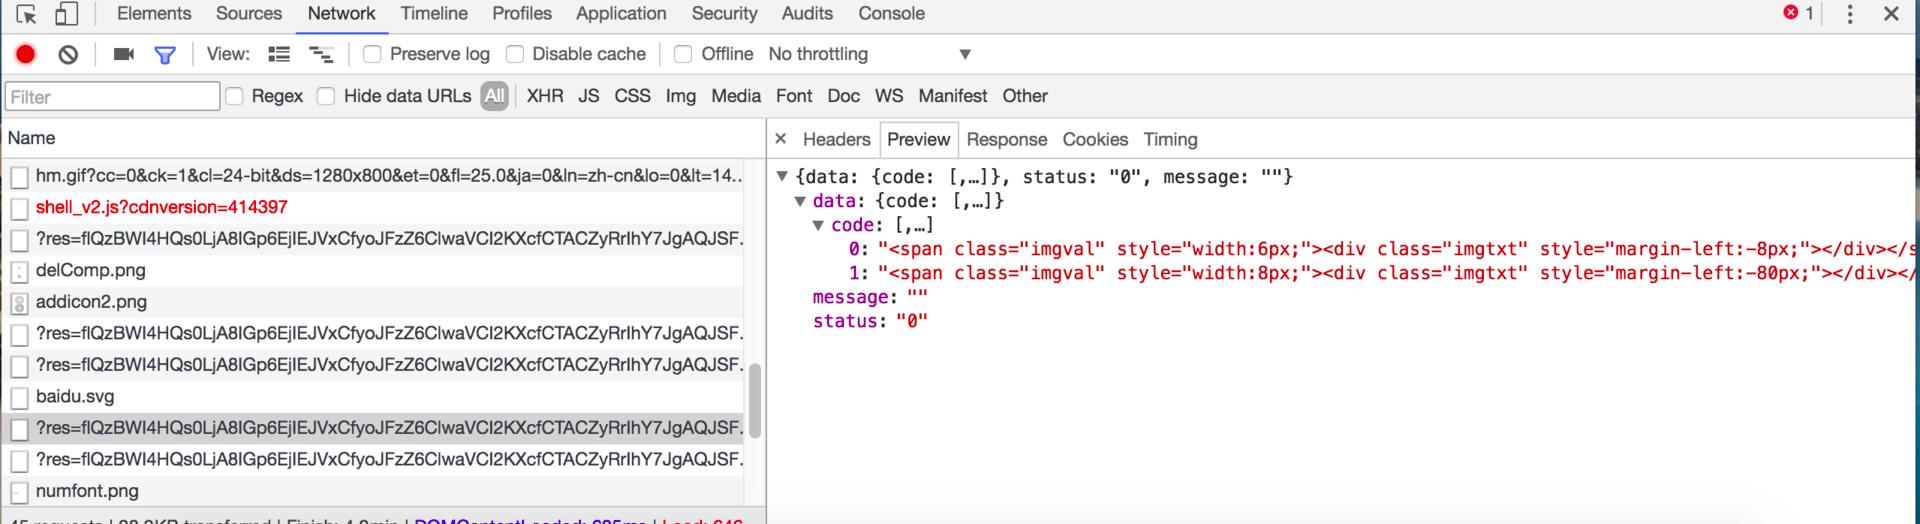 Elements Sources Network Timeline Profiles Application Security Audits Console 1
View: Preserve log Disable cache Offline No throttling
Filter Regex Hide data URLs All XHR JS CSS Img Media Font Doc WS Manifest Other
Name
hm.gif?cc=0&ck=1&cl=24-bit&ds=1280x800&et=0&fl=25.0&ja=0&ln=zh-cn&lo=0&lt=14...
shell_v2.js?cdnversion=414397
?res=flQzBWI4HQs0LjA8IGp6EjIEJVxCfyoJFzZ6ClwaVCI2KXcfCTACZyRrIhY7JgAQJSF.
delComp.png
addicon2.png
?res=flQzBWI4HQs0LjA8IGp6EjIEJVxCfyoJFzZ6ClwaVCI2KXcfCTACZyRrIhY7JgAQJSF.
?res=flQzBWI4HQs0LjA8IGp6EjIEJVxCfyoJFzZ6ClwaVCI2KXcfCTACZyRrIhY7JgAQJSF.
baidu.svg
?res=flQzBWI4HQs0LjA8IGp6EjIEJVxCfyoJFzZ6ClwaVCI2KXcfCTACZyRrIhY7JgAQJSF.
?res=flQzBWI4HQs0LjA8IGp6EjIEJVxCfyoJFzZ6ClwaVCI2KXcfCTACZyRrIhY7JgAQJSF.
numfont.png
Headers Preview Response Cookies Timing
{data: {code: [,…]}, status: "0", message: ""}
data: {code: [,…]}
code: [,…]
0: "<span class="imgval" style="width:6px;"><div class="imgtxt" style="margin-left:-8px;"></div></s
1: "<span class="imgval" style="width:8px;"><div class="imgtxt" style="margin-left:-80px;"></div></
message: ""
status: "0"